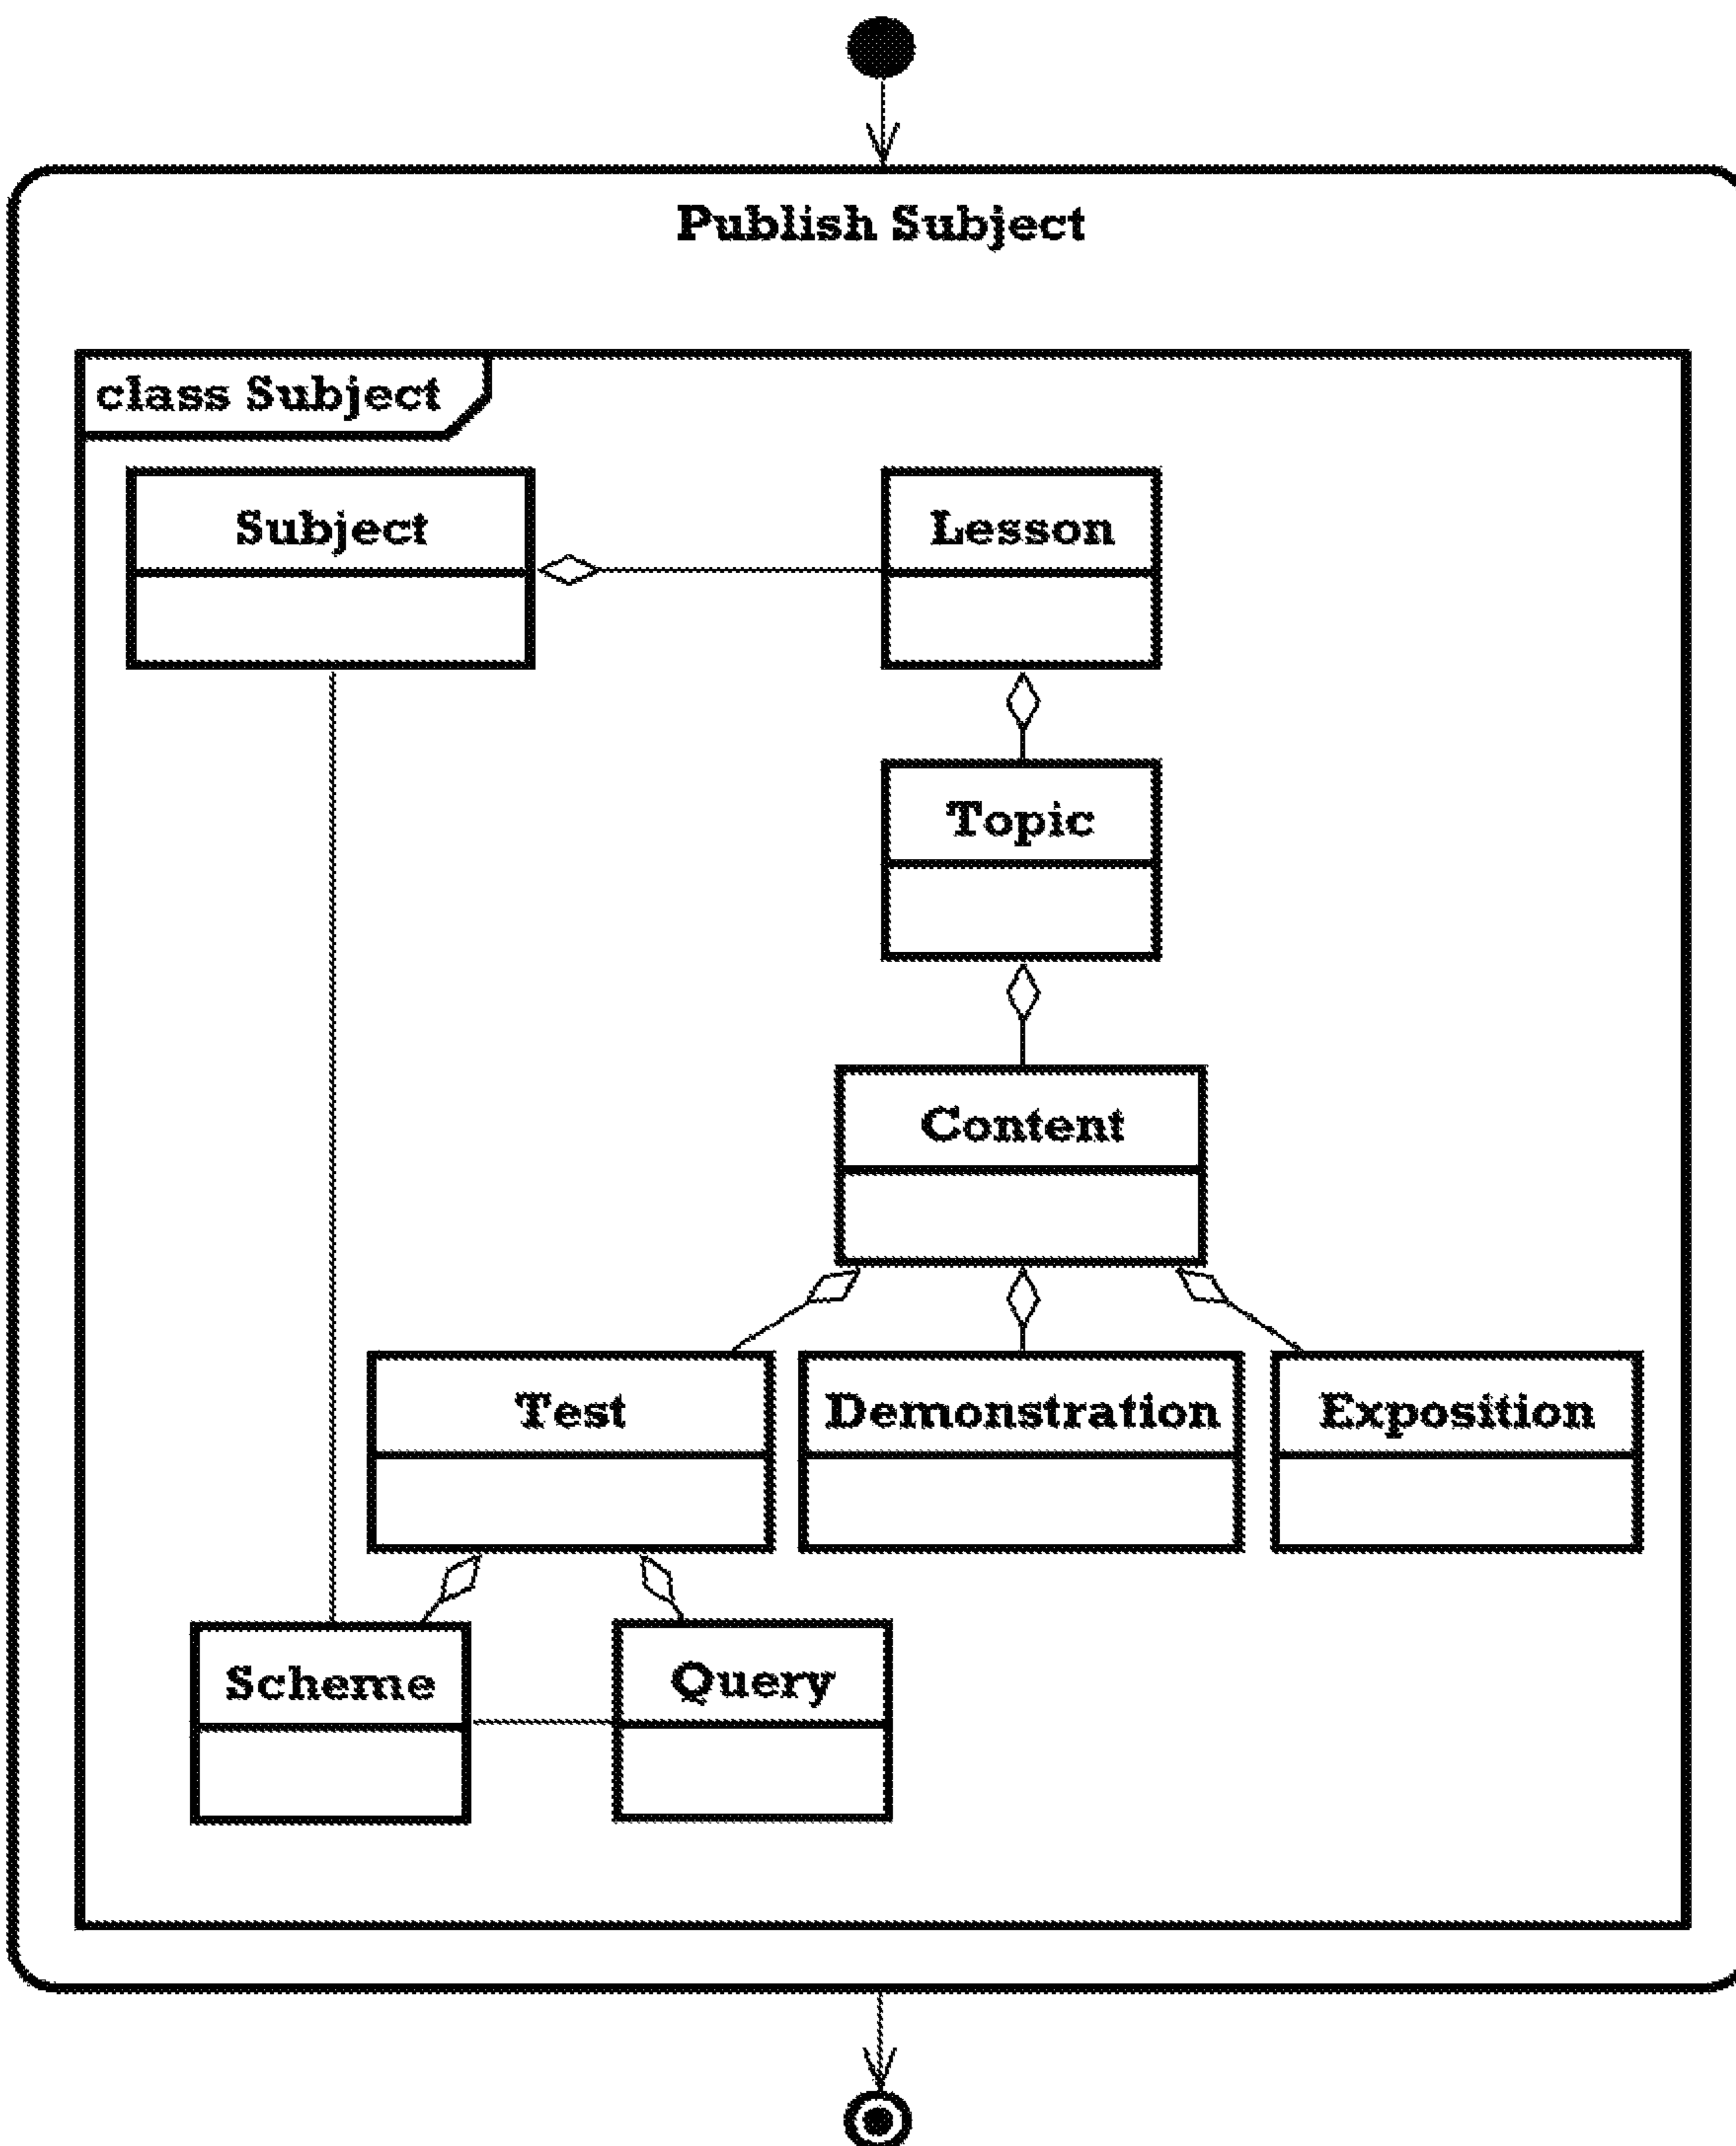 Publish Subject
class Subject
Subject
Lesson
Topic
Content
Test
Demonstration
Exposition
Scheme
Query